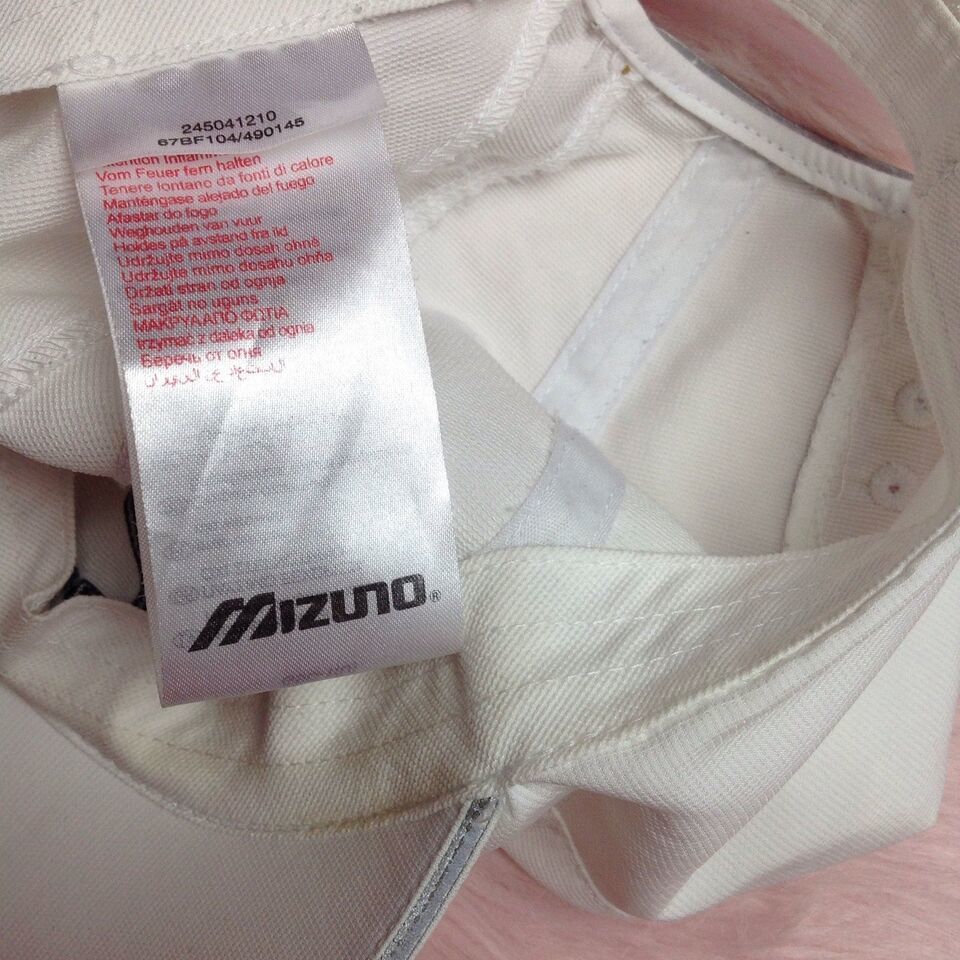 245041210
67BF104/490145
Vom Feuer fern halten
Tenere lontano da fonti di calore
Manténgase alejado del fuego
Afastar do fogo
Weghouden van vuur
Holdes på avstand fra ild
Udržujte mimo dosah ohně
Udržujte mimo dosahu ohňa
Držati stran od ognja
Sargāt no uguns
ΜΑΚΡΥΑ ΑΠΟ ΦΩΤΙΑ
trzymać z daleka od ognia
Беречь от огня
MIZUNO®